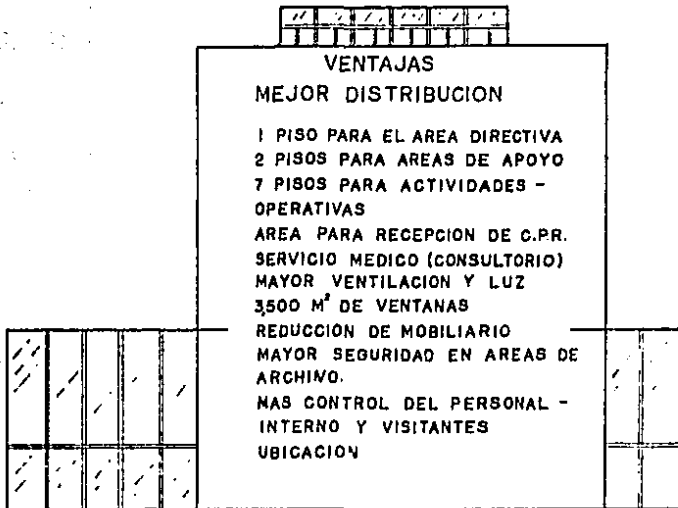 VENTAJAS
MEJOR DISTRIBUCION
1 PISO PARA EL AREA DIRECTIVA
2 PISOS PARA AREAS DE APOYO
7 PISOS PARA ACTIVIDADES -
OPERATIVAS
AREA PARA RECEPCION DE C.P.R.
SERVICIO MEDICO (CONSULTORIO)
MAYOR VENTILACION Y LUZ
3,500 M² DE VENTANAS
REDUCCION DE MOBILIARIO
MAYOR SEGURIDAD EN AREAS DE
ARCHIVO.
MAS CONTROL DEL PERSONAL -
INTERNO Y VISITANTES
UBICACION